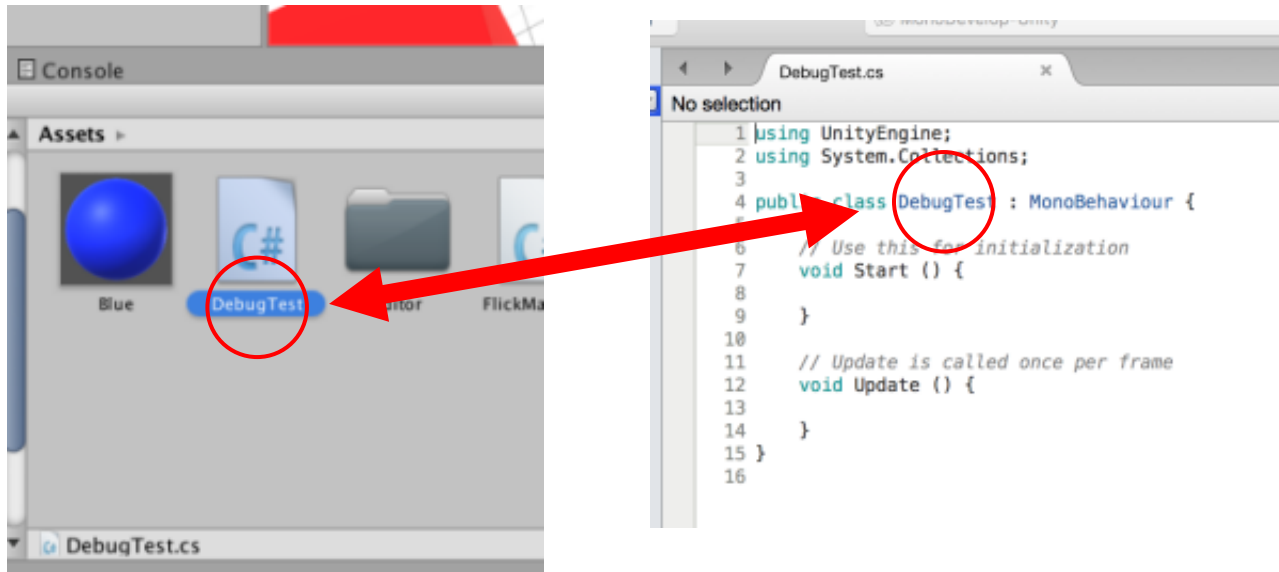 Console
Assets
C#
Blue
DebugTest
FlickMa
DebugTest.cs
MonoDevelop-Unity
DebugTest.cs
No selection
1 using UnityEngine;
2 using System.Collections;
3
4 public class DebugTest : MonoBehaviour {
6 // Use this for initialization
7 void Start () {
8
9 }
10
11 // Update is called once per frame
12 void Update () {
13
14 }
15 }
16